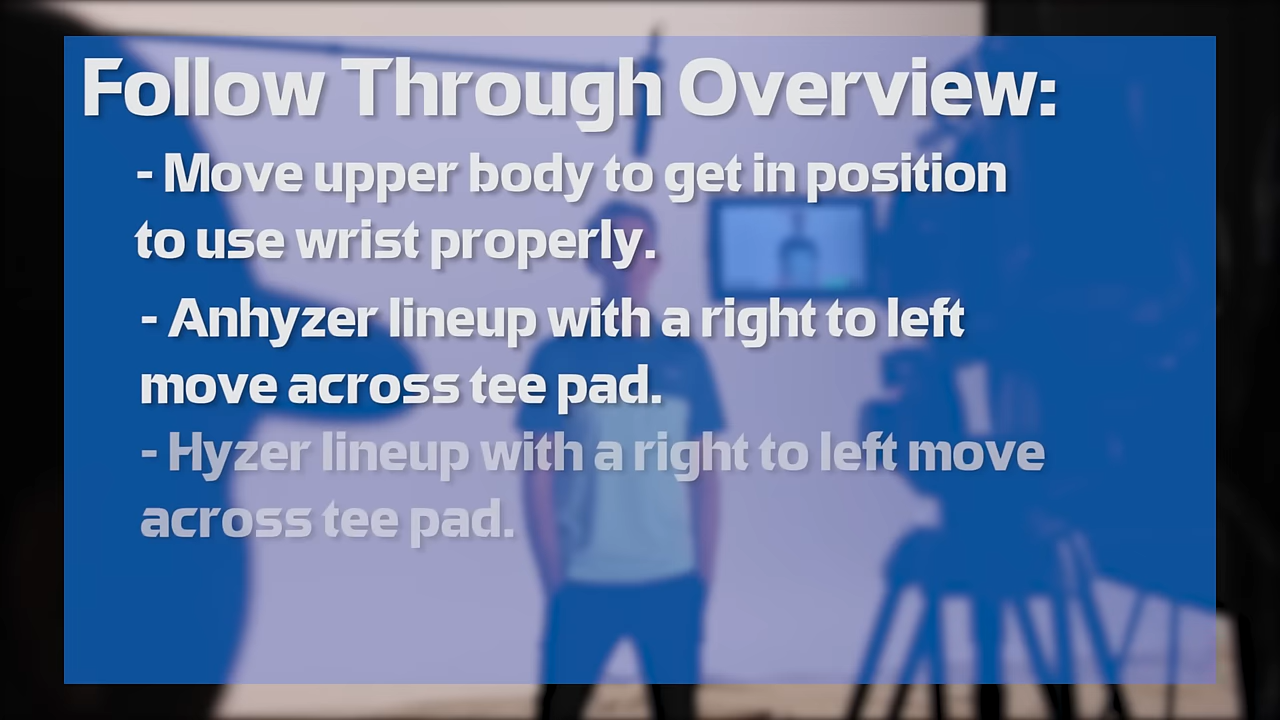 Follow Through Overview:
- Move upper body to get in position
to use wrist properly.
- Anhyzer lineup with a right to left
move across tee pad.
- Hyzer lineup with a right to left move
across tee pad.